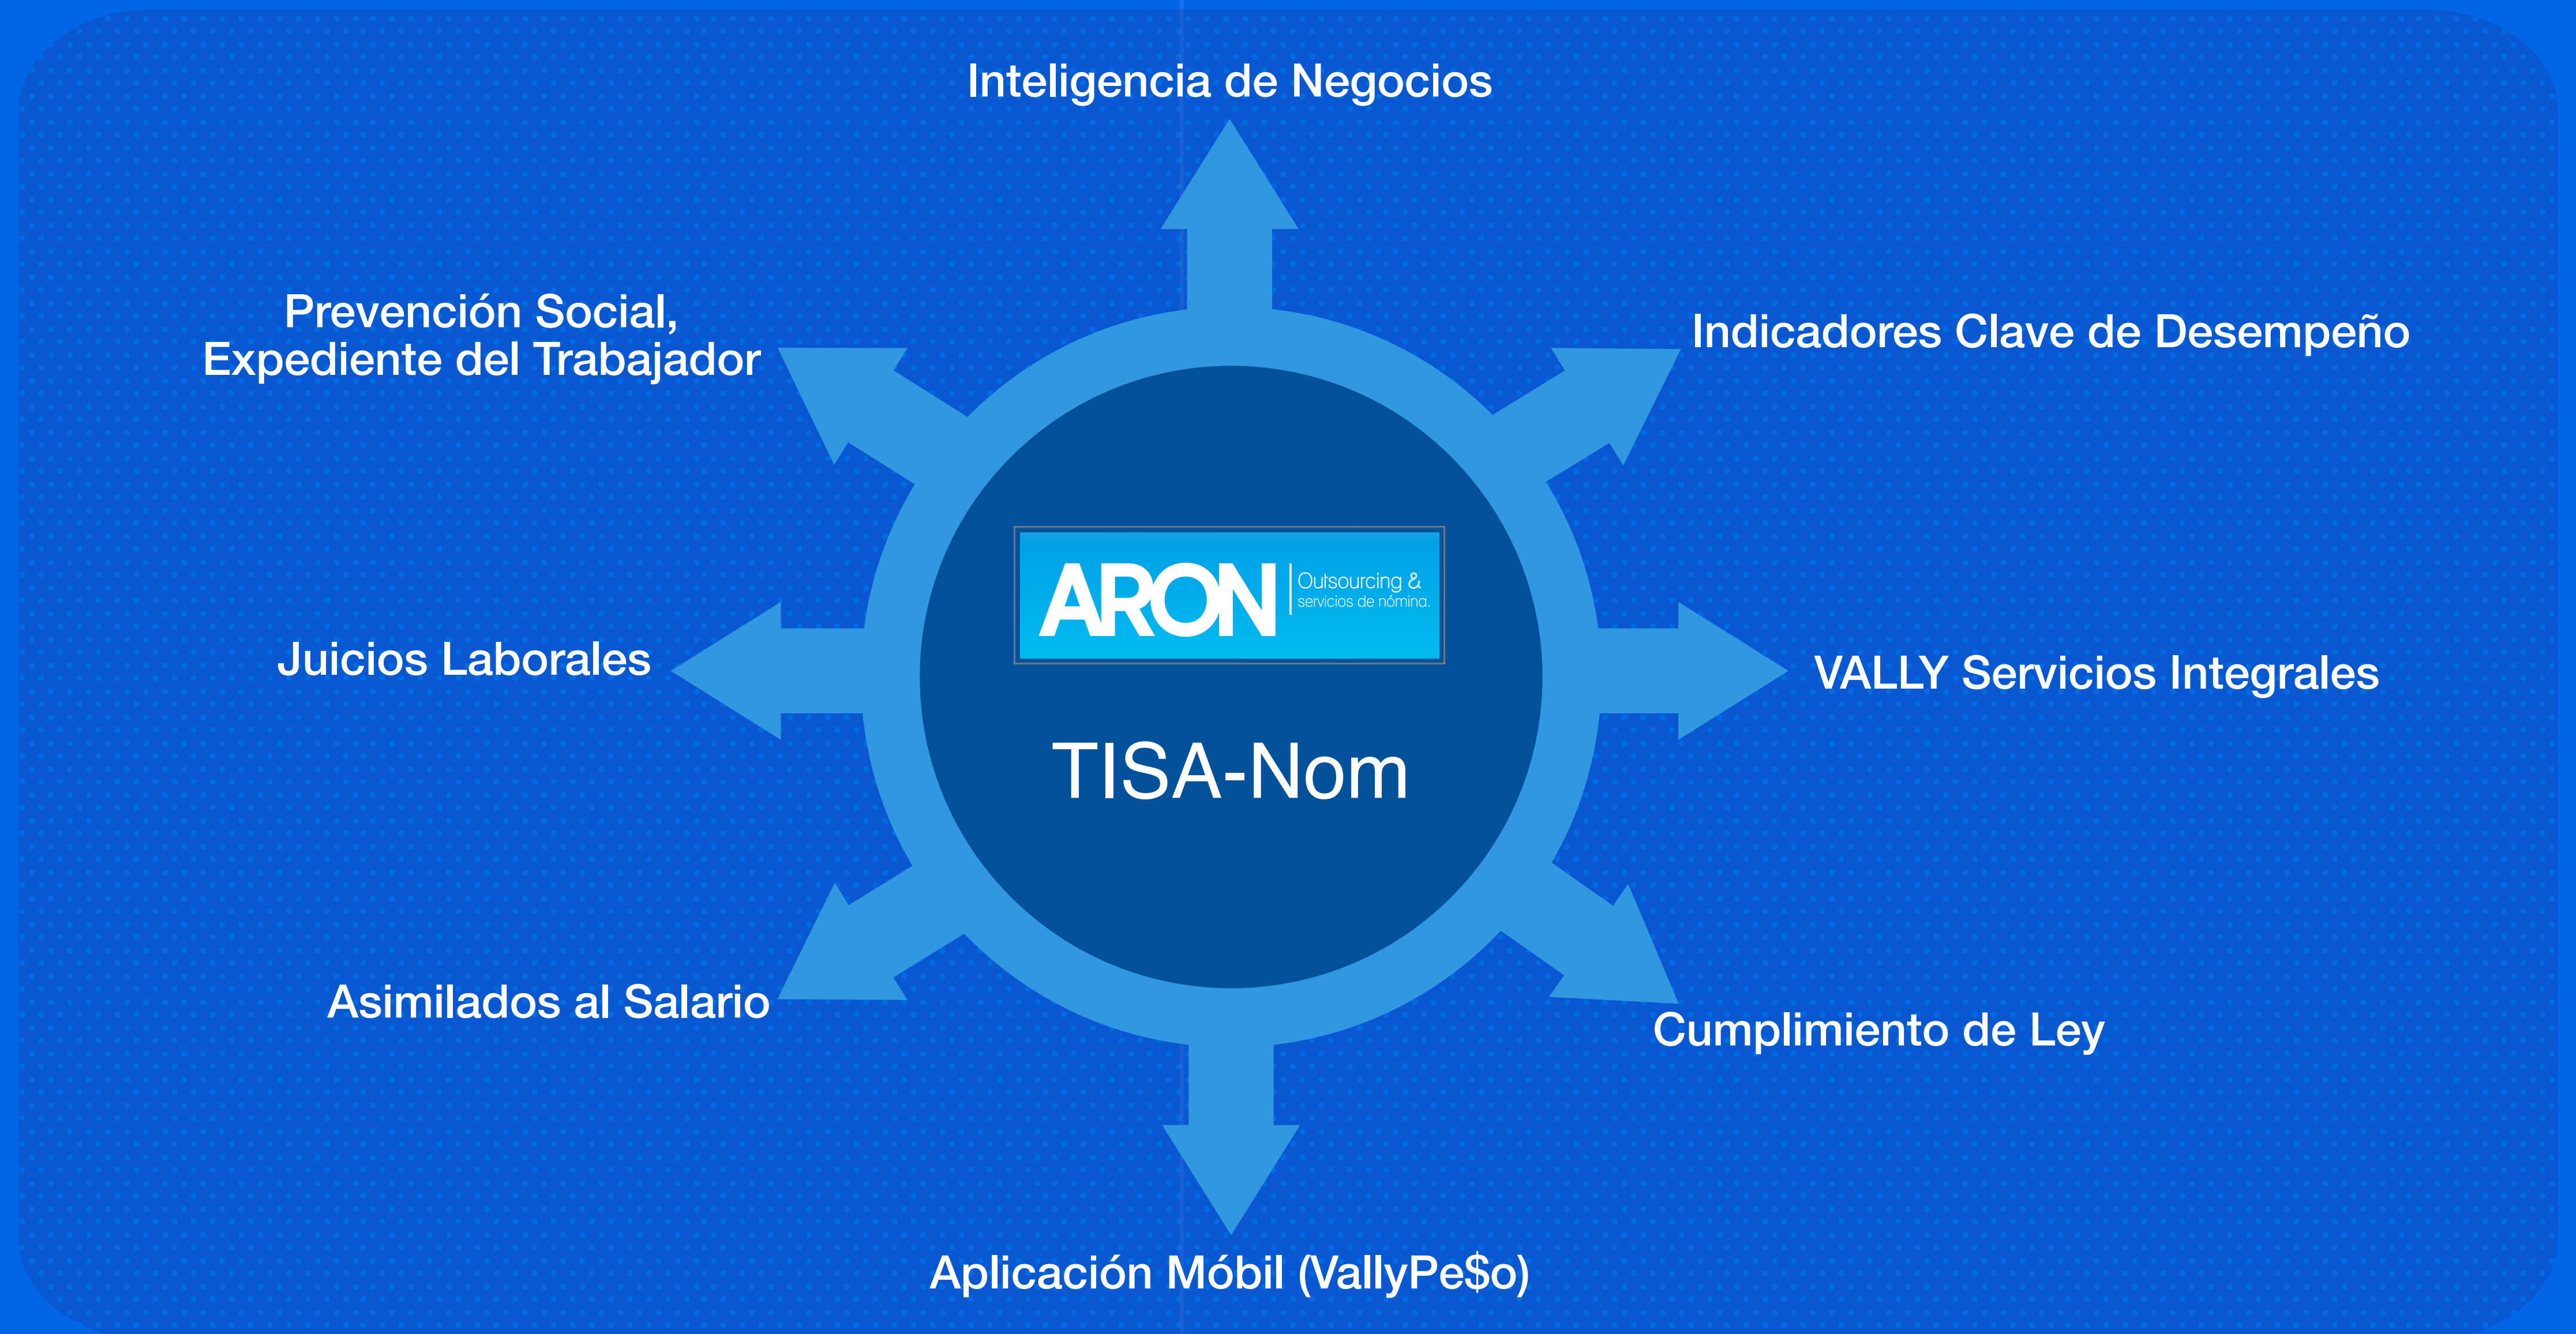 Inteligencia de Negocios
Prevención Social,
Expediente del Trabajador
Indicadores Clave de Desempeño
ARON
Outsourcing &
servicios de nómina.
Juicios Laborales
VALLY Servicios Integrales
TISA-Nom
Asimilados al Salario
Cumplimiento de Ley
Aplicación Móbil (VallyPe$o)